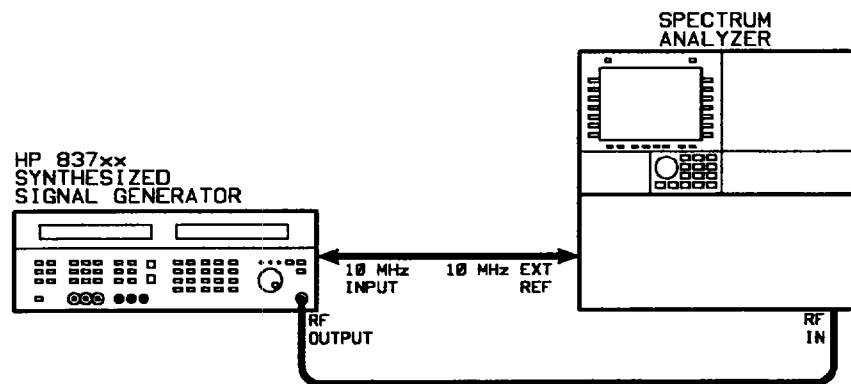 SPECTRUM
ANALYZER
HP 837xx
SYNTHESIZED
SIGNAL GENERATOR
10 MHz
INPUT
10 MHz EXT
REF
RF
OUTPUT
RF
IN